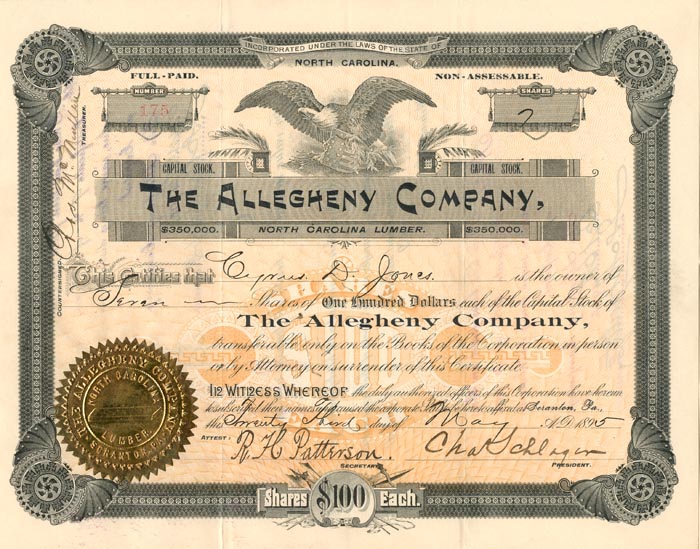 INCORPORATED UNDER THE LAWS OF THE STATE OF
NORTH CAROLINA.
FULL-PAID.
NON-ASSESSABLE.
NUMBER
175
SHARES
7
CAPITAL STOCK.
CAPITAL STOCK.
THE ALLEGHENY COMPANY,
$350,000.
NORTH CAROLINA LUMBER.
$350,000.
COUNTERSIGNED
TREASURER.
This Certifies that Cyprus D. Jones. is the owner of
Seven Shares of One Hundred Dollars each of the Capital Stock of
The Allegheny Company,
transferable only on the Books of the Corporation in person
or by Attorney on surrender of this Certificate.
IN WITNESS WHEREOF the duly authorized officers of this Corporation have hereunto subscribed their names and caused the corporate Seal to be hereto affixed at Scranton, Pa.,
this Twenty third day of May A.D. 1895
ATTEST:
R. H. Patterson.
SECRETARY.
Chas Schlager
PRESIDENT.
SHARES
$100
THE ALLEGHENY COMPANY
NORTH CAROLINA
LUMBER.
SCRANTON, PA.
Shares $100 Each.